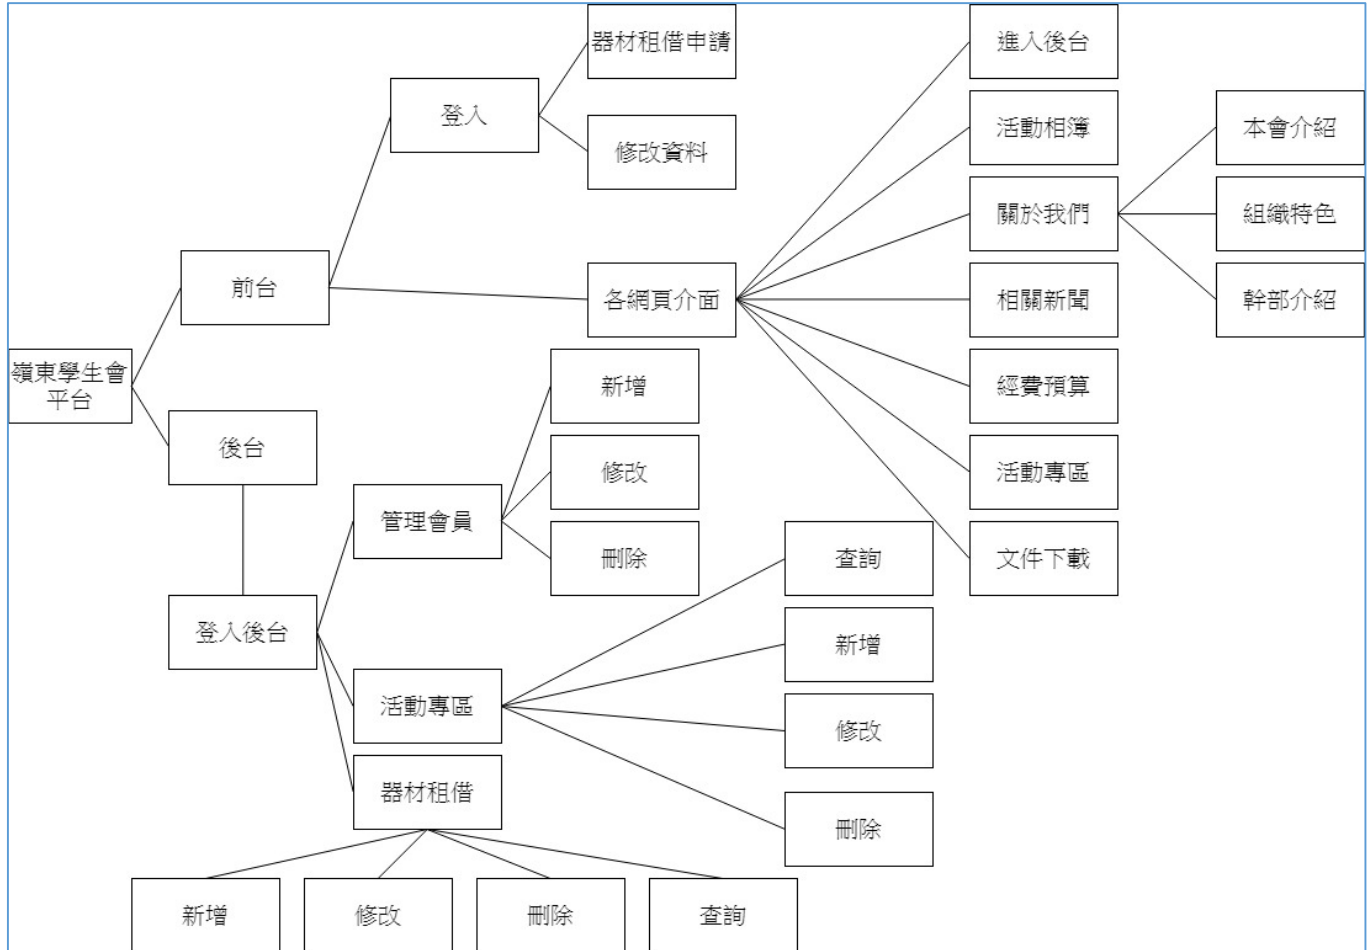 器材租借申請
進入後台
登入
活動相簿
本會介紹
修改資料
關於我們
組織特色
前台
各網頁介面
相關新聞
幹部介紹
嶺東學生會
平台
新增
經費預算
後台
修改
活動專區
管理會員
刪除
查詢
文件下載
登入後台
新增
活動專區
修改
器材租借
刪除
新增
修改
刪除
查詢